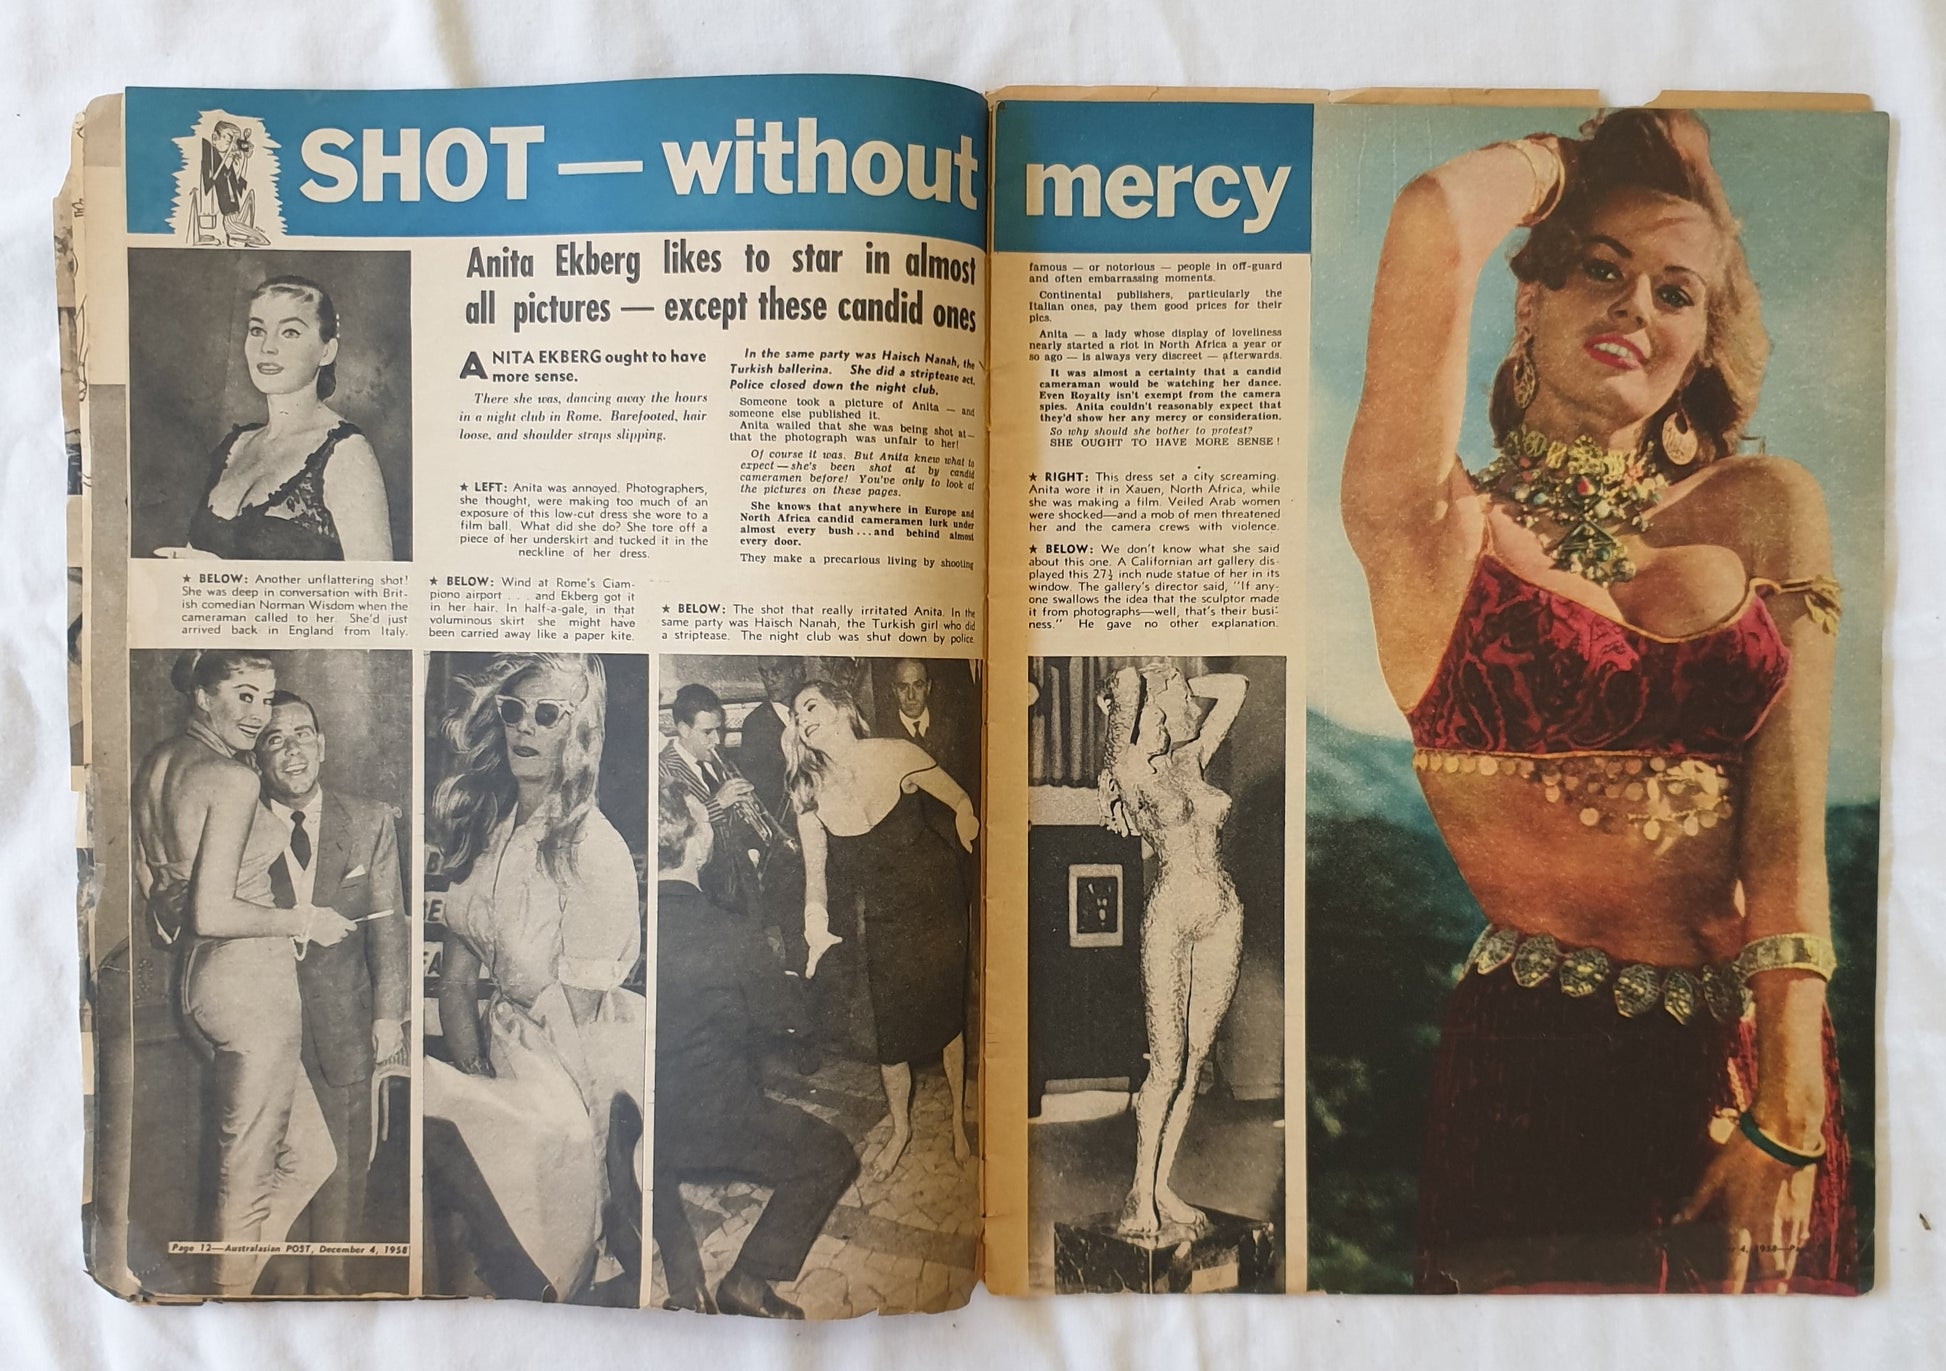 SHOT — without mercy
Anita Ekberg likes to star in almost
all pictures — except these candid ones
ANITA EKBERG ought to have
more sense.
There she was, dancing away the hours
in a night club in Rome. Barefooted, hair
loose, and shoulder straps slipping.
★ LEFT: Anita was annoyed. Photographers,
she thought, were making too much of an
exposure of this low-cut dress she wore to a
film ball. What did she do? She tore off a
piece of her underskirt and tucked it in the
neckline of her dress.
In the same party was Haisch Nanah, the
Turkish ballerina. She did a striptease act.
Police closed down the night club.
Someone took a picture of Anita — and
someone else published it.
Anita wailed that she was being shot at—
that the photograph was unfair to her!
Of course it was. But Anita knew what to
expect — she's been shot at by candid
cameramen before! You've only to look at
the pictures on these pages.
She knows that anywhere in Europe and
North Africa candid cameramen lurk under
almost every bush...and behind almost
every door.
They make a precarious living by shooting
famous — or notorious — people in off-guard
and often embarrassing moments.
Continental publishers, particularly the
Italian ones, pay them good prices for their
pics.
Anita — a lady whose display of loveliness
nearly started a riot in North Africa a year or
so ago — is always very discreet — afterwards.
It was almost a certainty that a candid
cameraman would be watching her dance.
Even Royalty isn't exempt from the camera
spies. Anita couldn't reasonably expect that
they'd show her any mercy or consideration.
So why should she bother to protest?
SHE OUGHT TO HAVE MORE SENSE!
★ BELOW: Another unflattering shot!
She was deep in conversation with Brit-
ish comedian Norman Wisdom when the
cameraman called to her. She'd just
arrived back in England from Italy.
★ BELOW: Wind at Rome's Ciam-
piano airport . . . and Ekberg got it
in her hair. In half-a-gale, in that
voluminous skirt she might have
been carried away like a paper kite.
★ BELOW: The shot that really irritated Anita. In the
same party was Haisch Nanah, the Turkish girl who did
a striptease. The night club was shut down by police.
★ RIGHT: This dress set a city screaming.
Anita wore it in Xauen, North Africa, while
she was making a film. Veiled Arab women
were shocked—and a mob of men threatened
her and the camera crews with violence.
★ BELOW: We don't know what she said
about this one. A Californian art gallery dis-
played this 27½ inch nude statue of her in its
window. The gallery's director said, "If any-
one swallows the idea that the sculptor made
it from photographs—well, that's their busi-
ness." He gave no other explanation.
Page 12—Australasian POST, December 4, 1958
4, 1958—